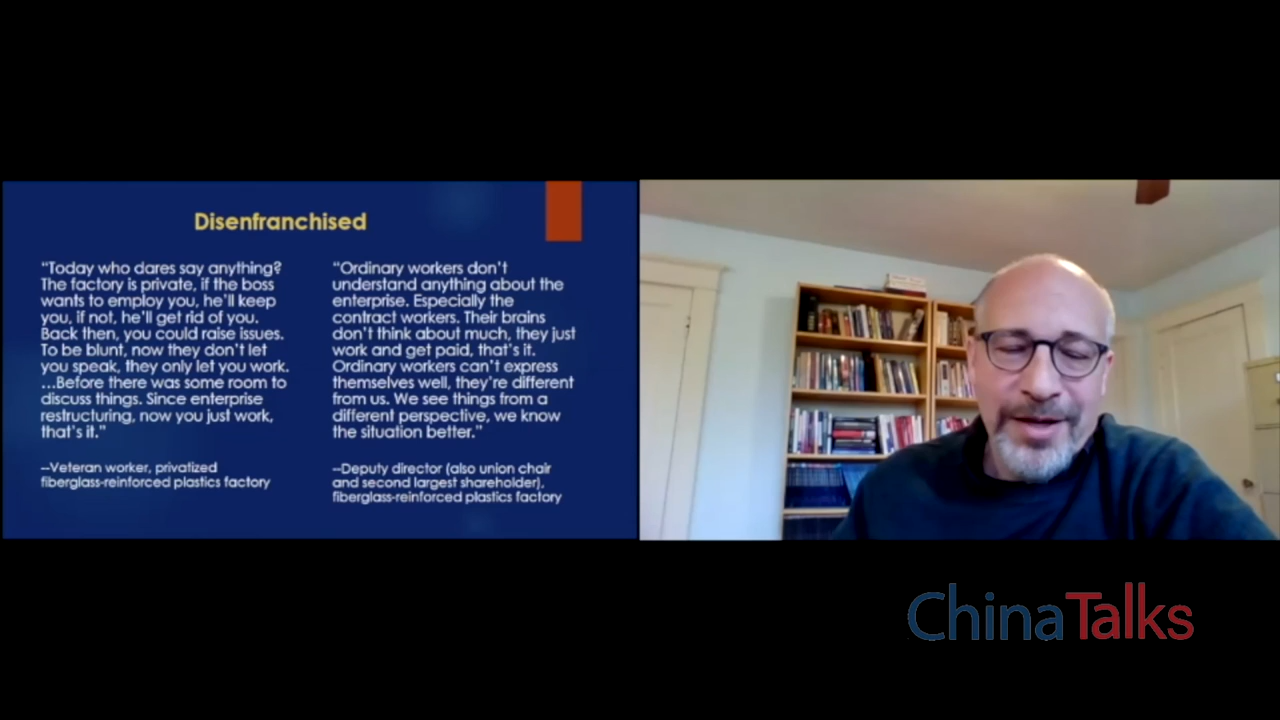 Disenfranchised
“Today who dares say anything?
The factory is private, if the boss
wants to employ you, he’ll keep
you, if not, he’ll get rid of you.
Back then, you could raise issues.
To be blunt, now they don’t let
you speak, they only let you work.
…Before there was some room to
discuss things. Since enterprise
restructuring, now you just work,
that’s it.”
--Veteran worker, privatized
fiberglass-reinforced plastics factory
“Ordinary workers don’t
understand anything about the
enterprise. Especially the
contract workers. Their brains
don’t think about much, they just
work and get paid, that’s it.
Ordinary workers can’t express
themselves well, they’re different
from us. We see things from a
different perspective, we know
the situation better.”
--Deputy director (also union chair
and second largest shareholder),
fiberglass-reinforced plastics factory
ChinaTalks